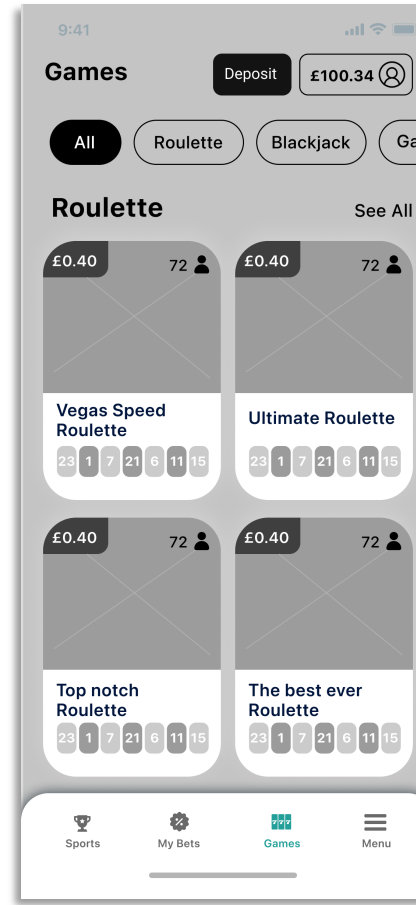 9:41
Games
Deposit
£100.34
All
Roulette
Blackjack
Ga
Roulette
See All
£0.40
72
£0.40
72
Vegas Speed
Roulette
23 1 7 21 6 11 15
Ultimate Roulette
23 1 7 21 6 11 15
£0.40
72
£0.40
72
Top notch
Roulette
23 1 7 21 6 11 15
The best ever
Roulette
23 1 7 21 6 11 15
777
Sports
My Bets
Games
Menu